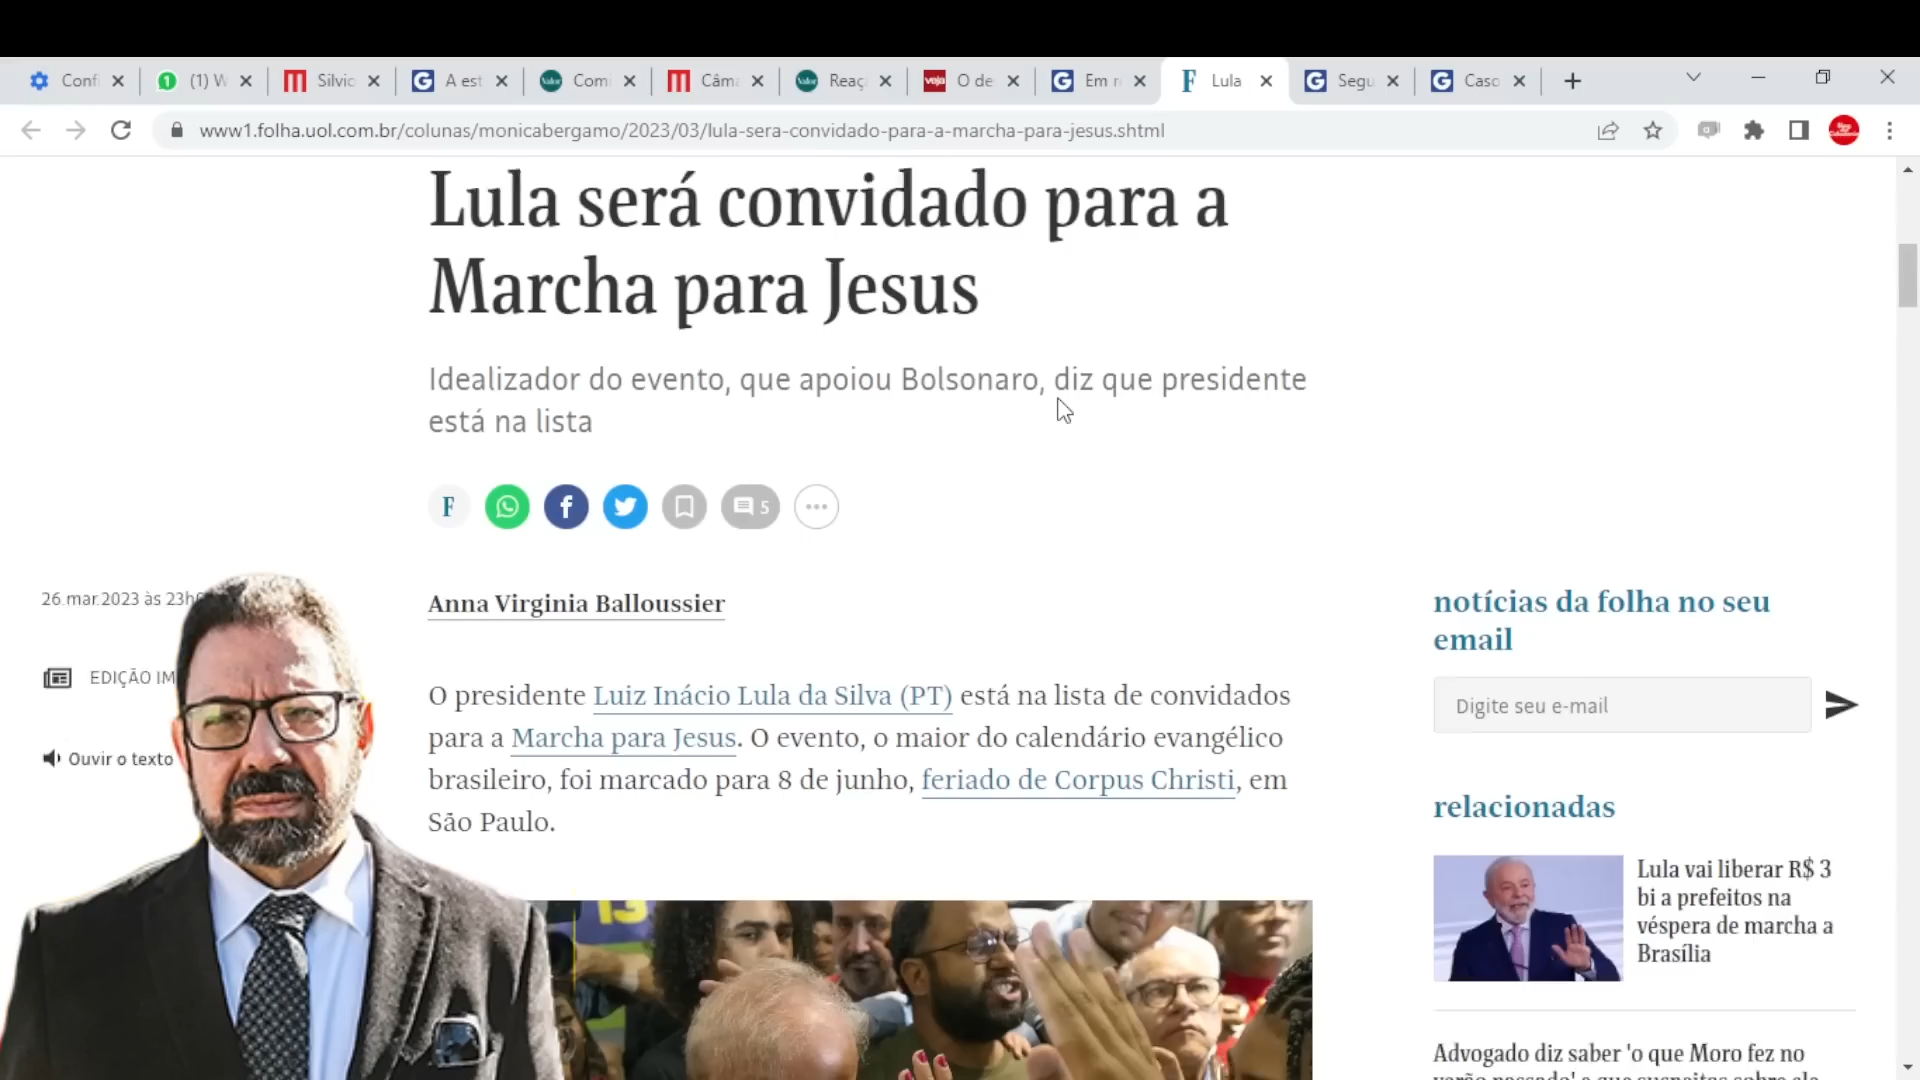 Confi
(1) W
Silvio
A est
Com
Câm
Reaç
O de
Em r
Lula
Segu
Caso
www1.folha.uol.com.br/colunas/monicabergamo/2023/03/lula-sera-convidado-para-a-marcha-para-jesus.shtml
Lula será convidado para a
Marcha para Jesus
Idealizador do evento, que apoiou Bolsonaro, diz que presidente
está na lista
F
5
26.mar.2023 às 23h
Anna Virginia Balloussier
EDIÇÃO IM
Ouvir o texto
O presidente Luiz Inácio Lula da Silva (PT) está na lista de convidados
para a Marcha para Jesus. O evento, o maior do calendário evangélico
brasileiro, foi marcado para 8 de junho, feriado de Corpus Christi, em
São Paulo.
13
notícias da folha no seu
email
Digite seu e-mail
relacionadas
Lula vai liberar R$ 3
bi a prefeitos na
véspera de marcha a
Brasília
Advogado diz saber 'o que Moro fez no